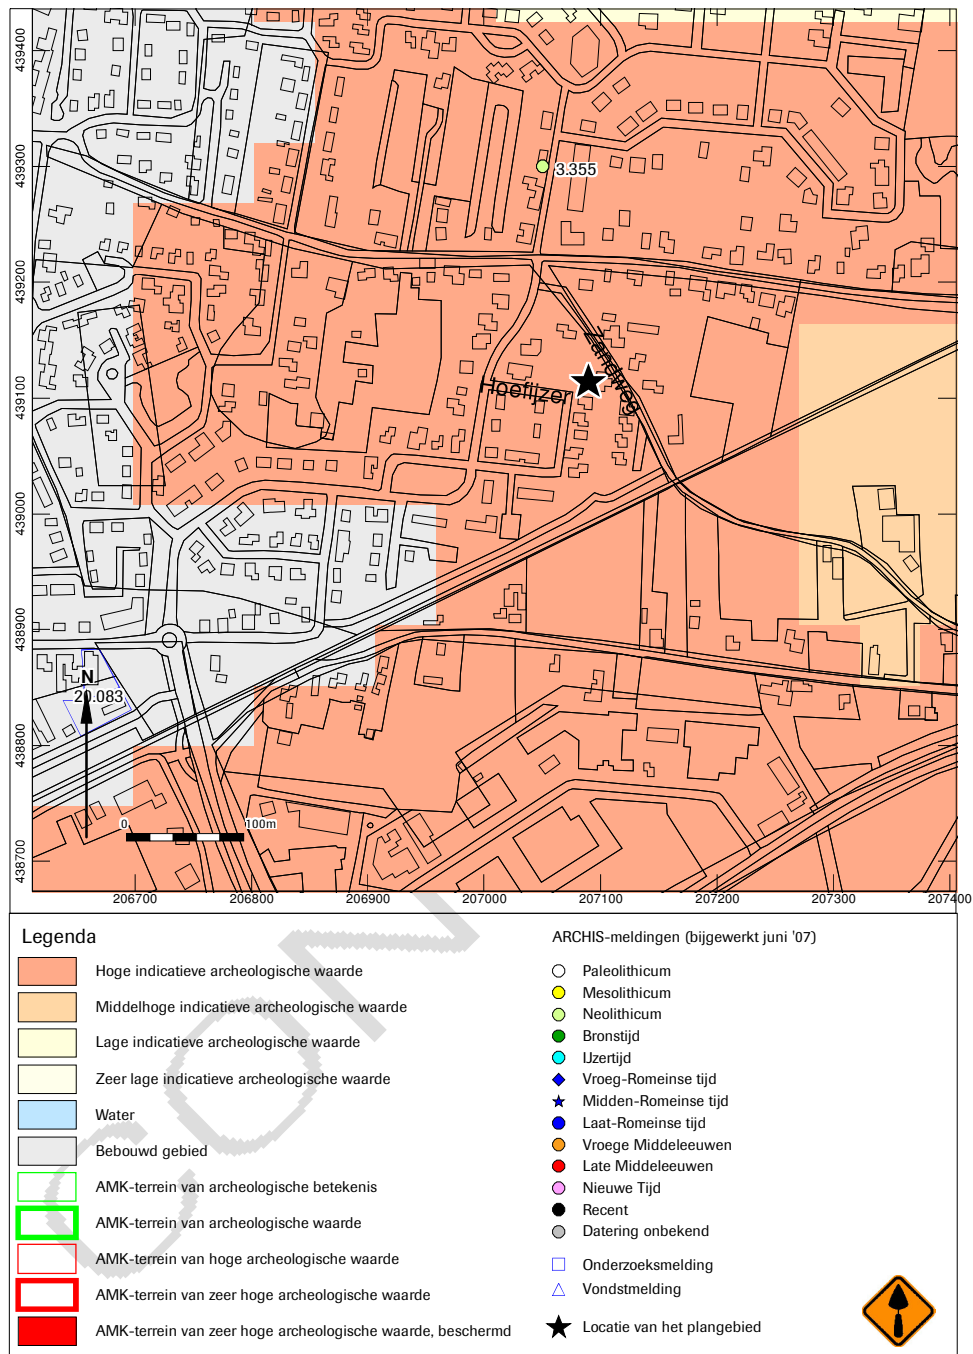 439400
439300
3.355
439200
Zandweg
Hoefijzer
439100
439000
438900
N
20.083
438800
0
100m
438700
206700
206800
206900
207000
207100
207200
207300
207400
Legenda
Hoge indicatieve archeologische waarde
Middelhoge indicatieve archeologische waarde
Lage indicatieve archeologische waarde
Zeer lage indicatieve archeologische waarde
Water
Bebouwd gebied
AMK-terrein van archeologische betekenis
AMK-terrein van archeologische waarde
AMK-terrein van hoge archeologische waarde
AMK-terrein van zeer hoge archeologische waarde
AMK-terrein van zeer hoge archeologische waarde, beschermd
ARCHIS-meldingen (bijgewerkt juni '07)
Paleolithicum
Mesolithicum
Neolithicum
Bronstijd
IJzertijd
Vroeg-Romeinse tijd
Midden-Romeinse tijd
Laat-Romeinse tijd
Vroege Middeleeuwen
Late Middeleeuwen
Nieuwe Tijd
Recent
Datering onbekend
Onderzoeksmelding
Vondstmelding
Locatie van het plangebied
CON